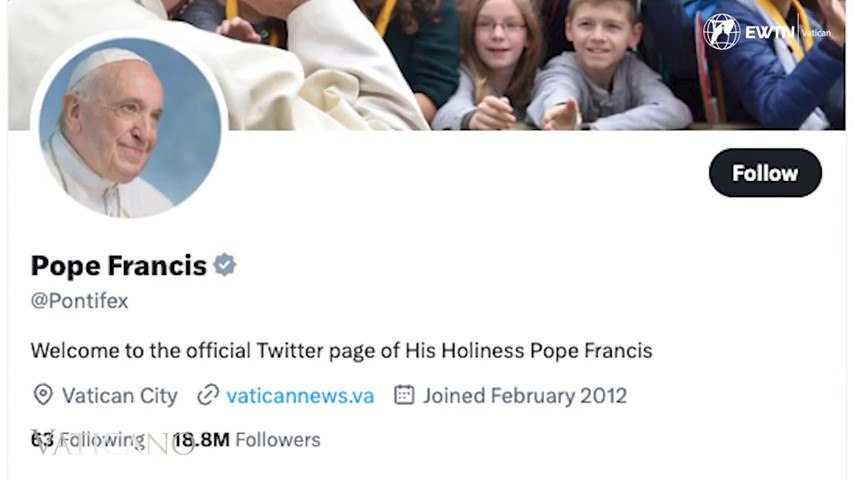 EWTN | Vatican
Follow
Pope Francis
@Pontifex
Welcome to the official Twitter page of His Holiness Pope Francis
Vatican City vaticannews.va Joined February 2012
63 Following 18.8M Followers
VATICANO